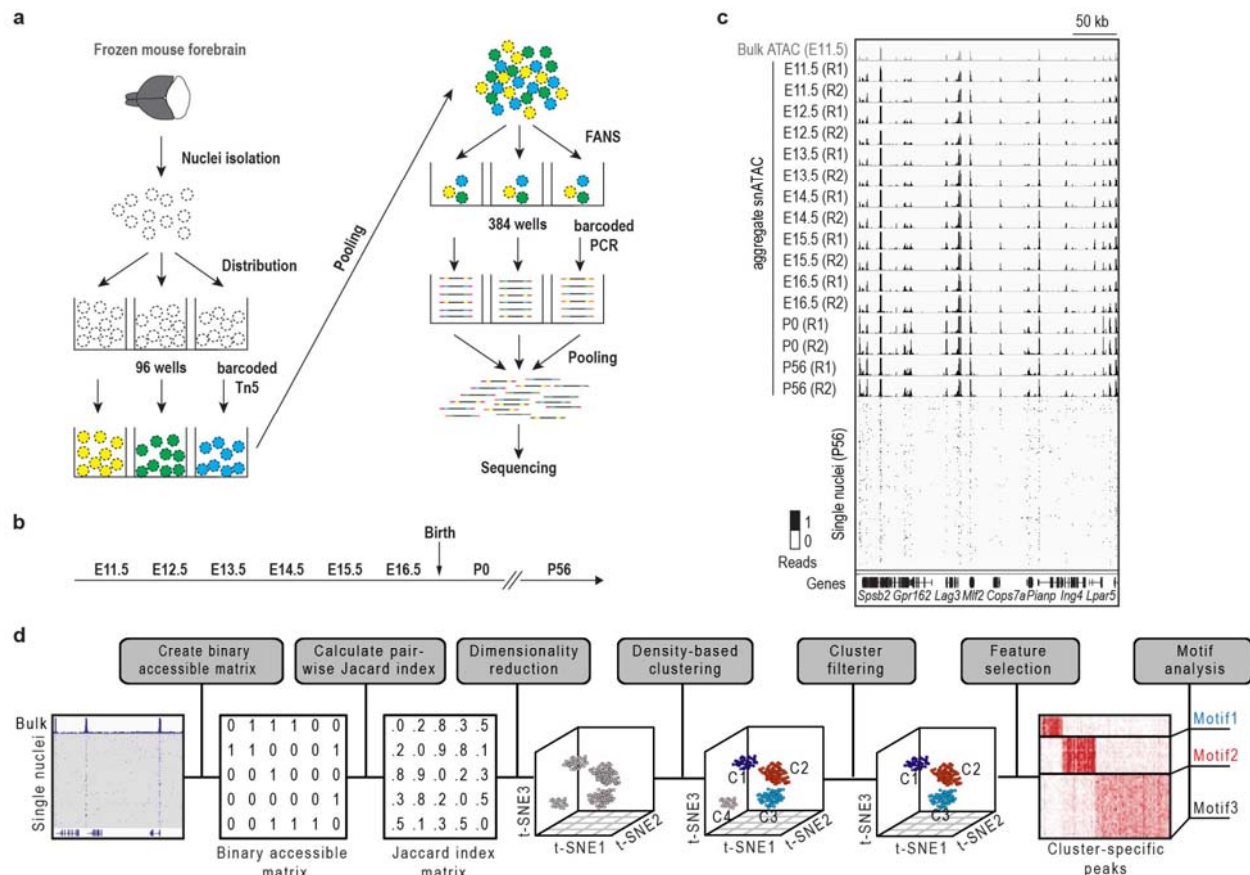 a
Frozen mouse forebrain
Nuclei isolation
Distribution
96 wells
barcoded
Tn5
Pooling
FANS
384 wells
barcoded
PCR
Pooling
Sequencing
b
Birth
E11.5 E12.5 E13.5 E14.5 E15.5 E16.5 P0 P56
c
50 kb
Bulk ATAC (E11.5)
aggregate snATAC
E11.5 (R1)
E11.5 (R2)
E12.5 (R1)
E12.5 (R2)
E13.5 (R1)
E13.5 (R2)
E14.5 (R1)
E14.5 (R2)
E15.5 (R1)
E15.5 (R2)
E16.5 (R1)
E16.5 (R2)
P0 (R1)
P0 (R2)
P56 (R1)
P56 (R2)
Single nuclei (P56)
1
0
Reads
Genes
Spsb2 Gpr162 Lag3 Mlf2 Cops7a Pianp Ing4 Lpar5
d
Create binary
accessible matrix
Calculate pair-
wise Jacard index
Dimensionality
reduction
Density-based
clustering
Cluster
filtering
Feature
selection
Motif
analysis
Bulk
Single nuclei
0 1 1 1 0 0
1 1 0 0 0 1
0 0 1 0 0 0
0 0 0 0 0 1
0 0 1 1 1 0
Binary accessible
matrix
.0 .2 .8 .3 .5
.2 .0 .9 .8 .1
.8 .9 .0 .2 .3
.3 .8 .2 .0 .5
.5 .1 .3 .5 .0
Jaccard index
matrix
t-SNE3
t-SNE1
t-SNE2
C1
C2
C3
C4
t-SNE3
t-SNE1
t-SNE2
C1
C2
C3
t-SNE3
t-SNE1
t-SNE2
Motif1
Motif2
Motif3
Cluster-specific
peaks